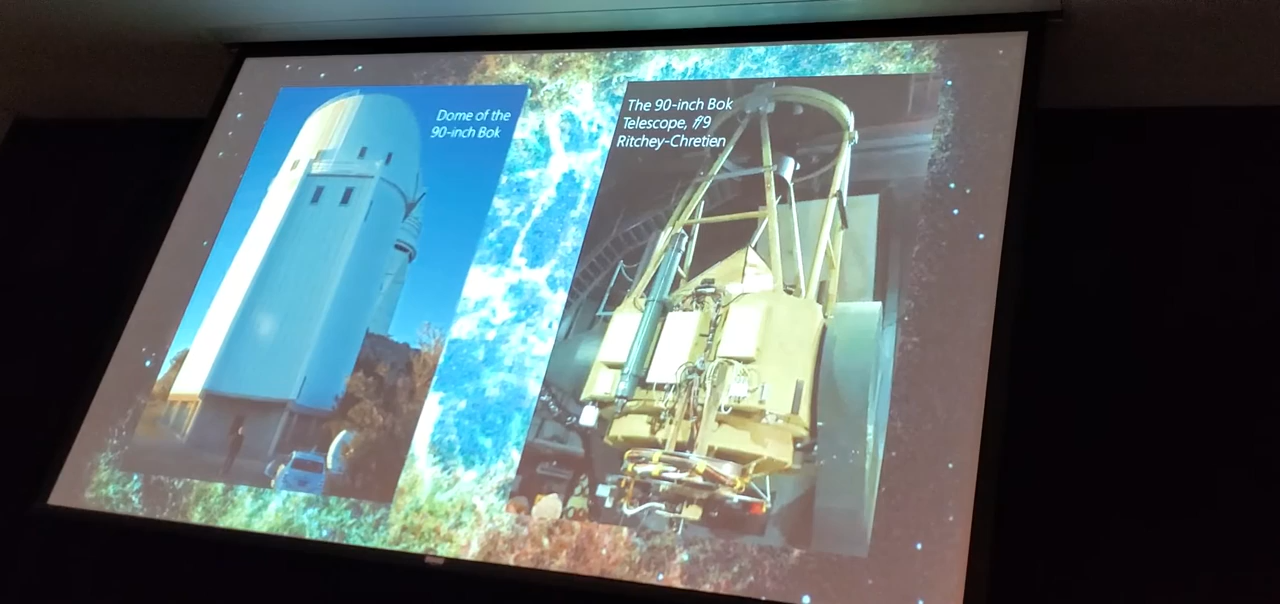 Dome of the
90-inch Bok
The 90-inch Bok
Telescope, f/9
Ritchey-Chretien